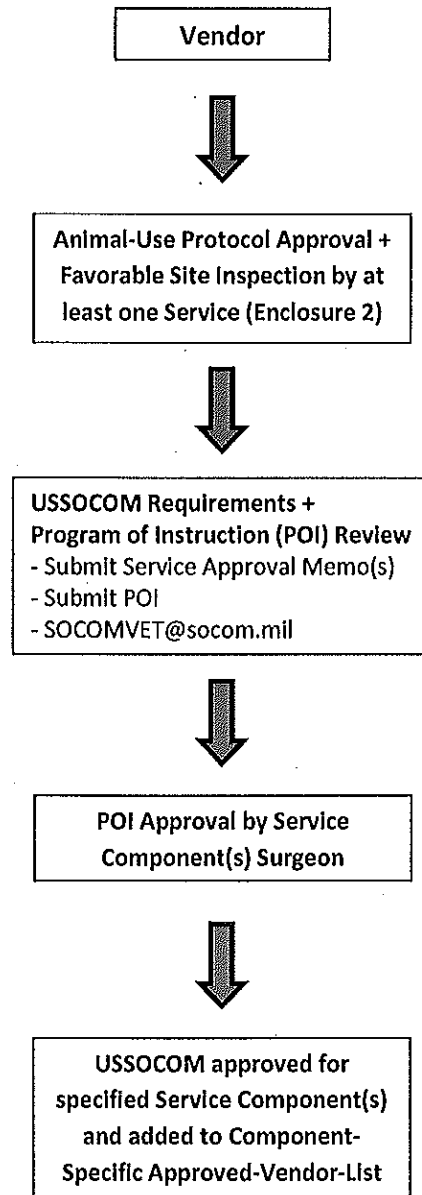 Vendor
Animal-Use Protocol Approval +
Favorable Site Inspection by at
least one Service (Enclosure 2)
USSOCOM Requirements +
Program of Instruction (POI) Review
- Submit Service Approval Memo(s)
- Submit POI
- SOCOMVET@socom.mil
POI Approval by Service
Component(s) Surgeon
USSOCOM approved for
specified Service Component(s)
and added to Component-
Specific Approved-Vendor-List